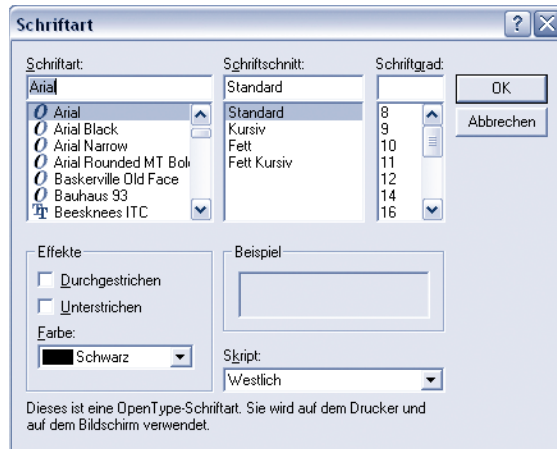 Schriftart
Schriftart:
Arial
Arial
Arial Black
Arial Narrow
Arial Rounded MT Bol
Baskerville Old Face
Bauhaus 93
Beesknees ITC
Schriftschnitt:
Standard
Standard
Kursiv
Fett
Fett Kursiv
Schriftgrad:
8
9
10
11
12
14
16
OK
Abbrechen
Effekte
Durchgestrichen
Unterstrichen
Farbe:
Schwarz
Beispiel
Skript:
Westlich
Dieses ist eine OpenType-Schriftart. Sie wird auf dem Drucker und
auf dem Bildschirm verwendet.